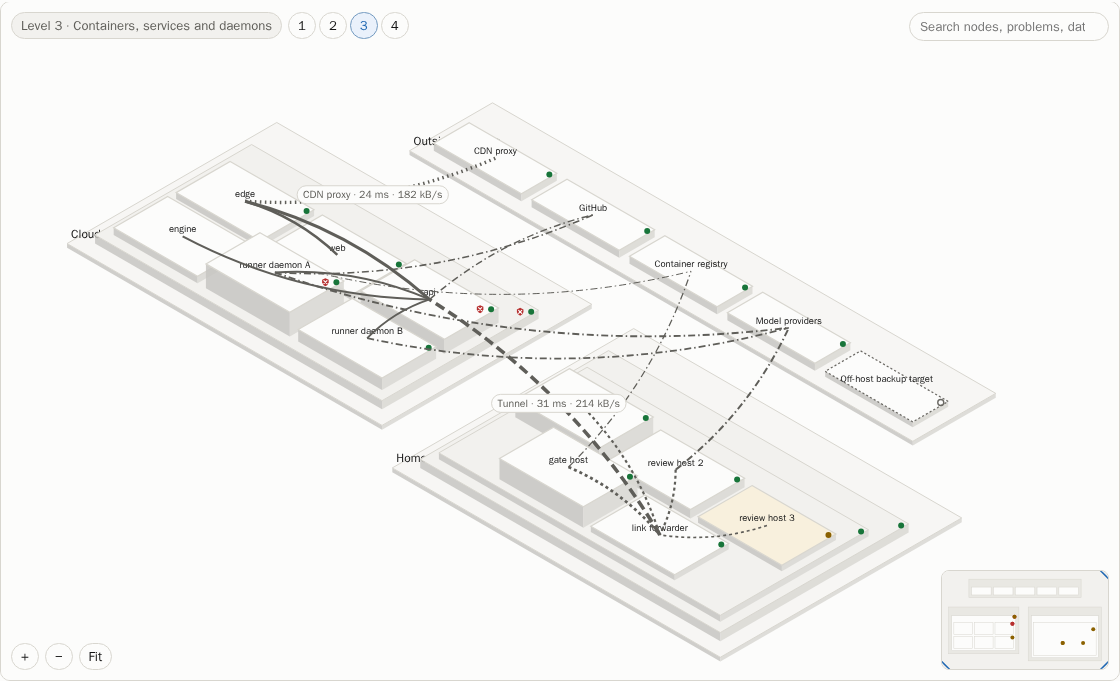 Level 3 · Containers, services and daemons
1
2
3
4
Search nodes, problems, dat
CDN proxy
edge
CDN proxy · 24 ms · 182 kB/s
GitHub
engine
web
runner daemon A
Container registry
api
Model providers
runner daemon B
Off-host backup target
Tunnel · 31 ms · 214 kB/s
gate host
review host 2
review host 3
link forwarder
+
−
Fit